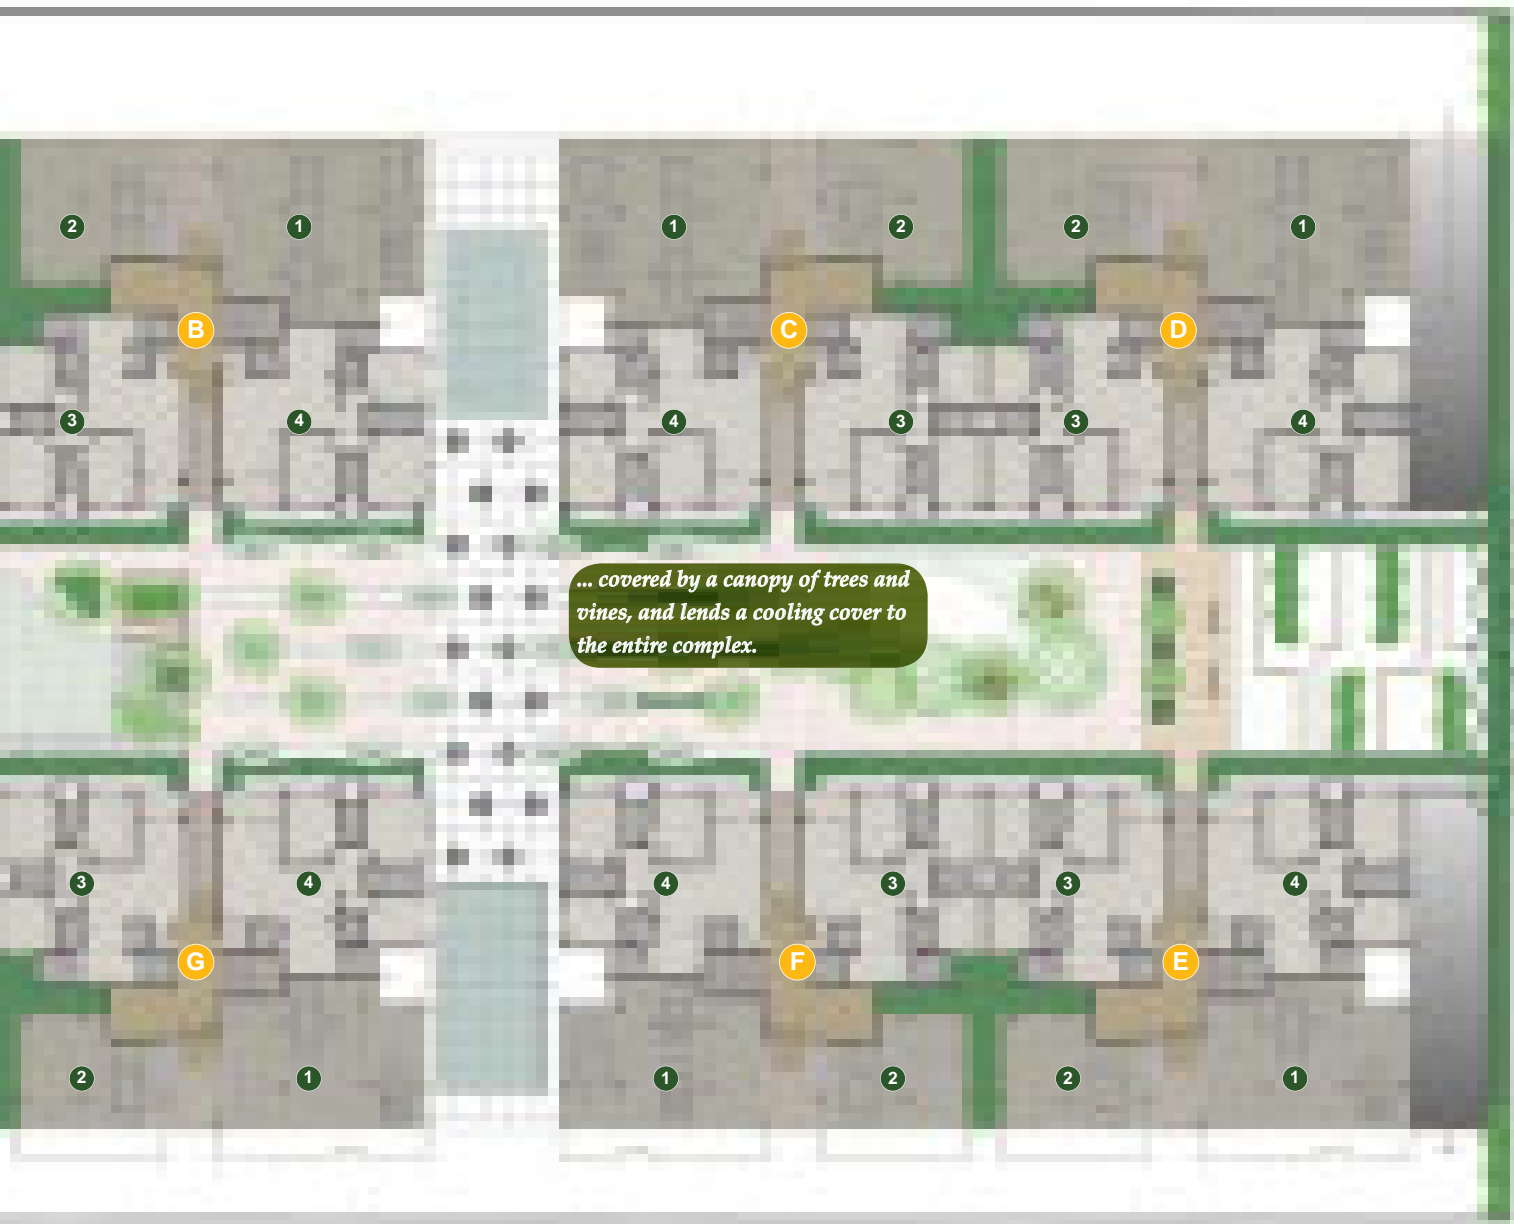 2 1 1 2 2 1
B C D
3 4 4 3 3 4
... covered by a canopy of trees and
vines, and lends a cooling cover to
the entire complex.
3 4 4 3 3 4
G F E
2 1 1 2 2 1